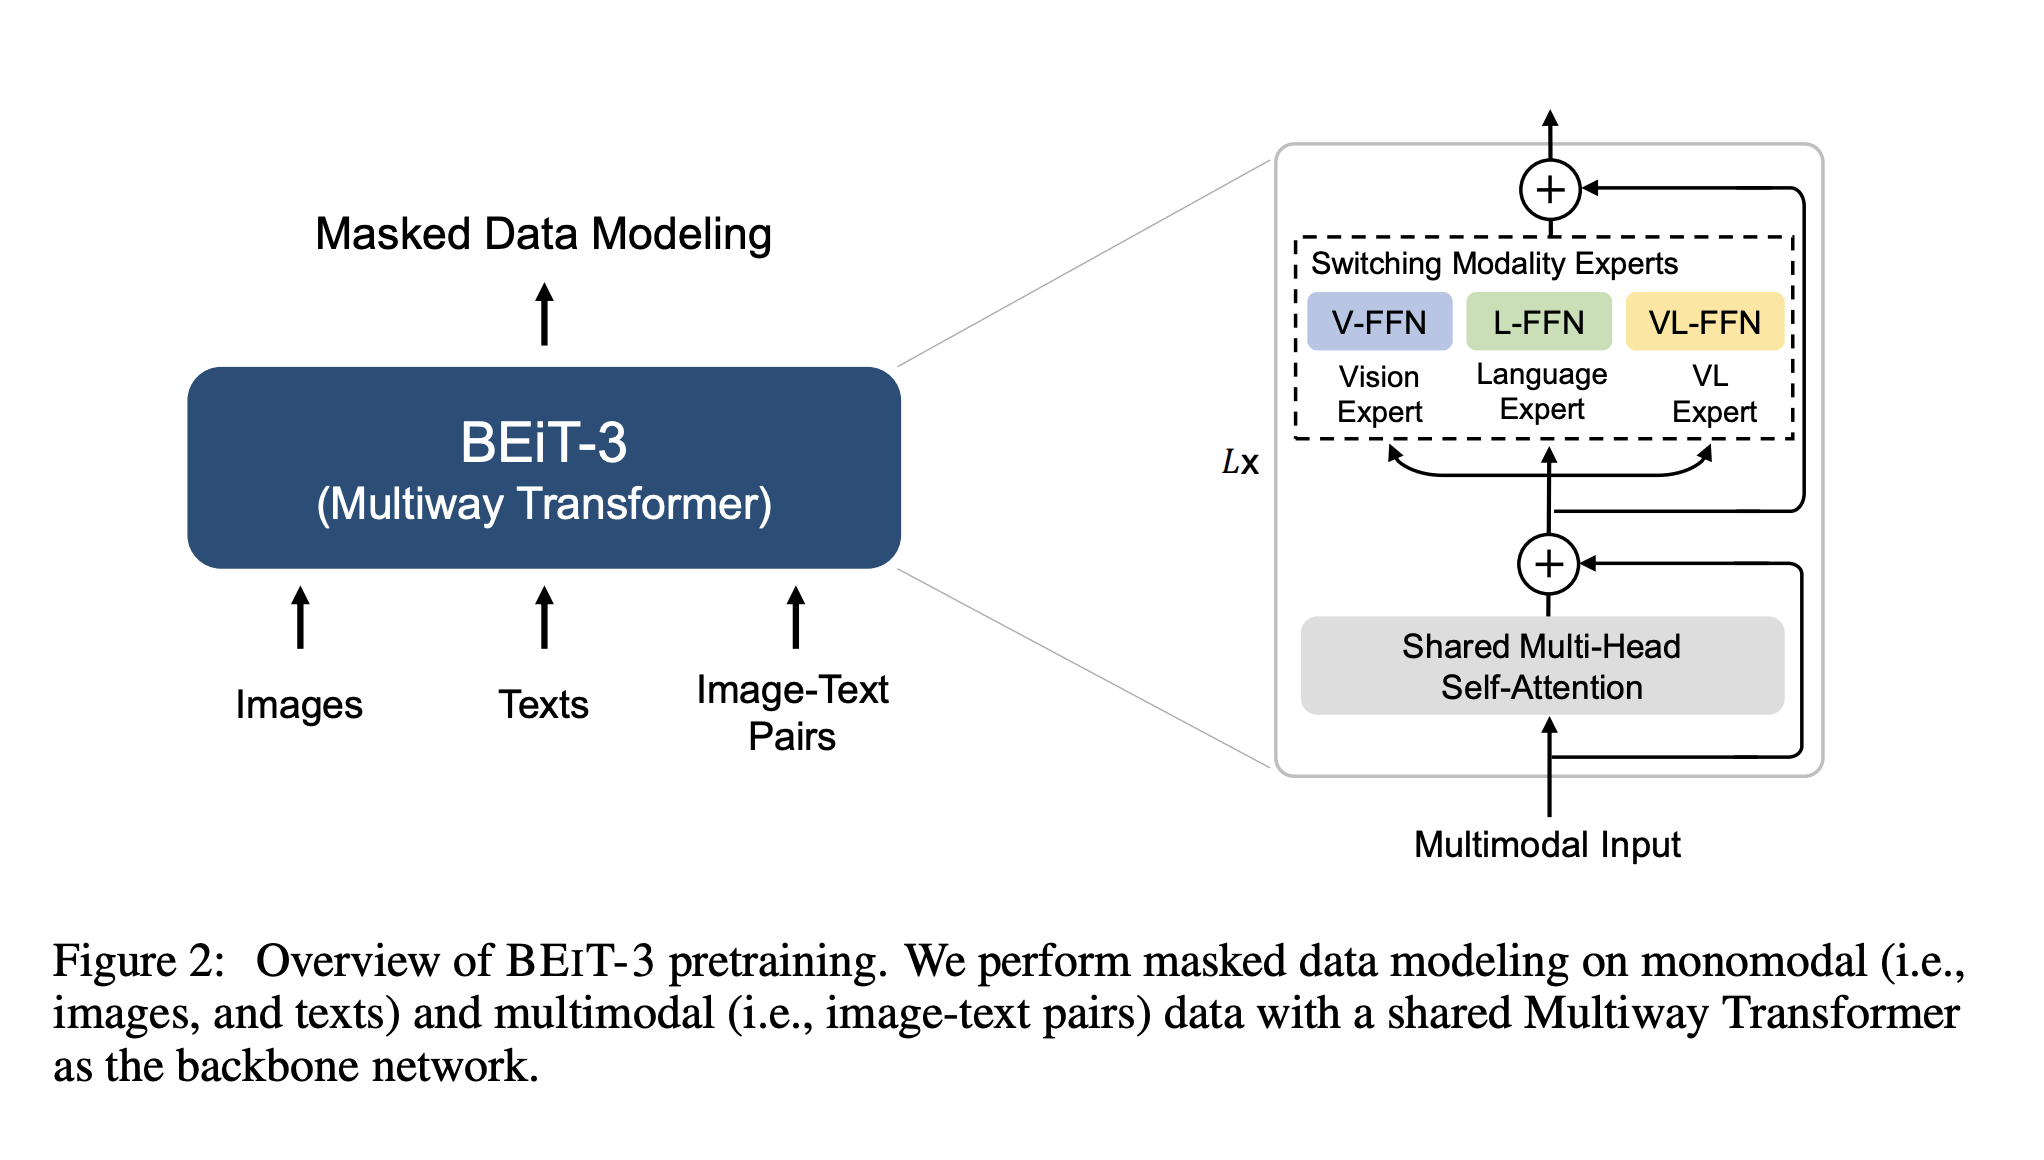 Masked Data Modeling
BEiT-3
(Multiway Transformer)
Images
Texts
Image-Text
Pairs
Lx
Switching Modality Experts
V-FFN
L-FFN
VL-FFN
Vision
Expert
Language
Expert
VL
Expert
Shared Multi-Head
Self-Attention
Multimodal Input
Figure 2: Overview of BEIT-3 pretraining. We perform masked data modeling on monomodal (i.e.,
images, and texts) and multimodal (i.e., image-text pairs) data with a shared Multiway Transformer
as the backbone network.